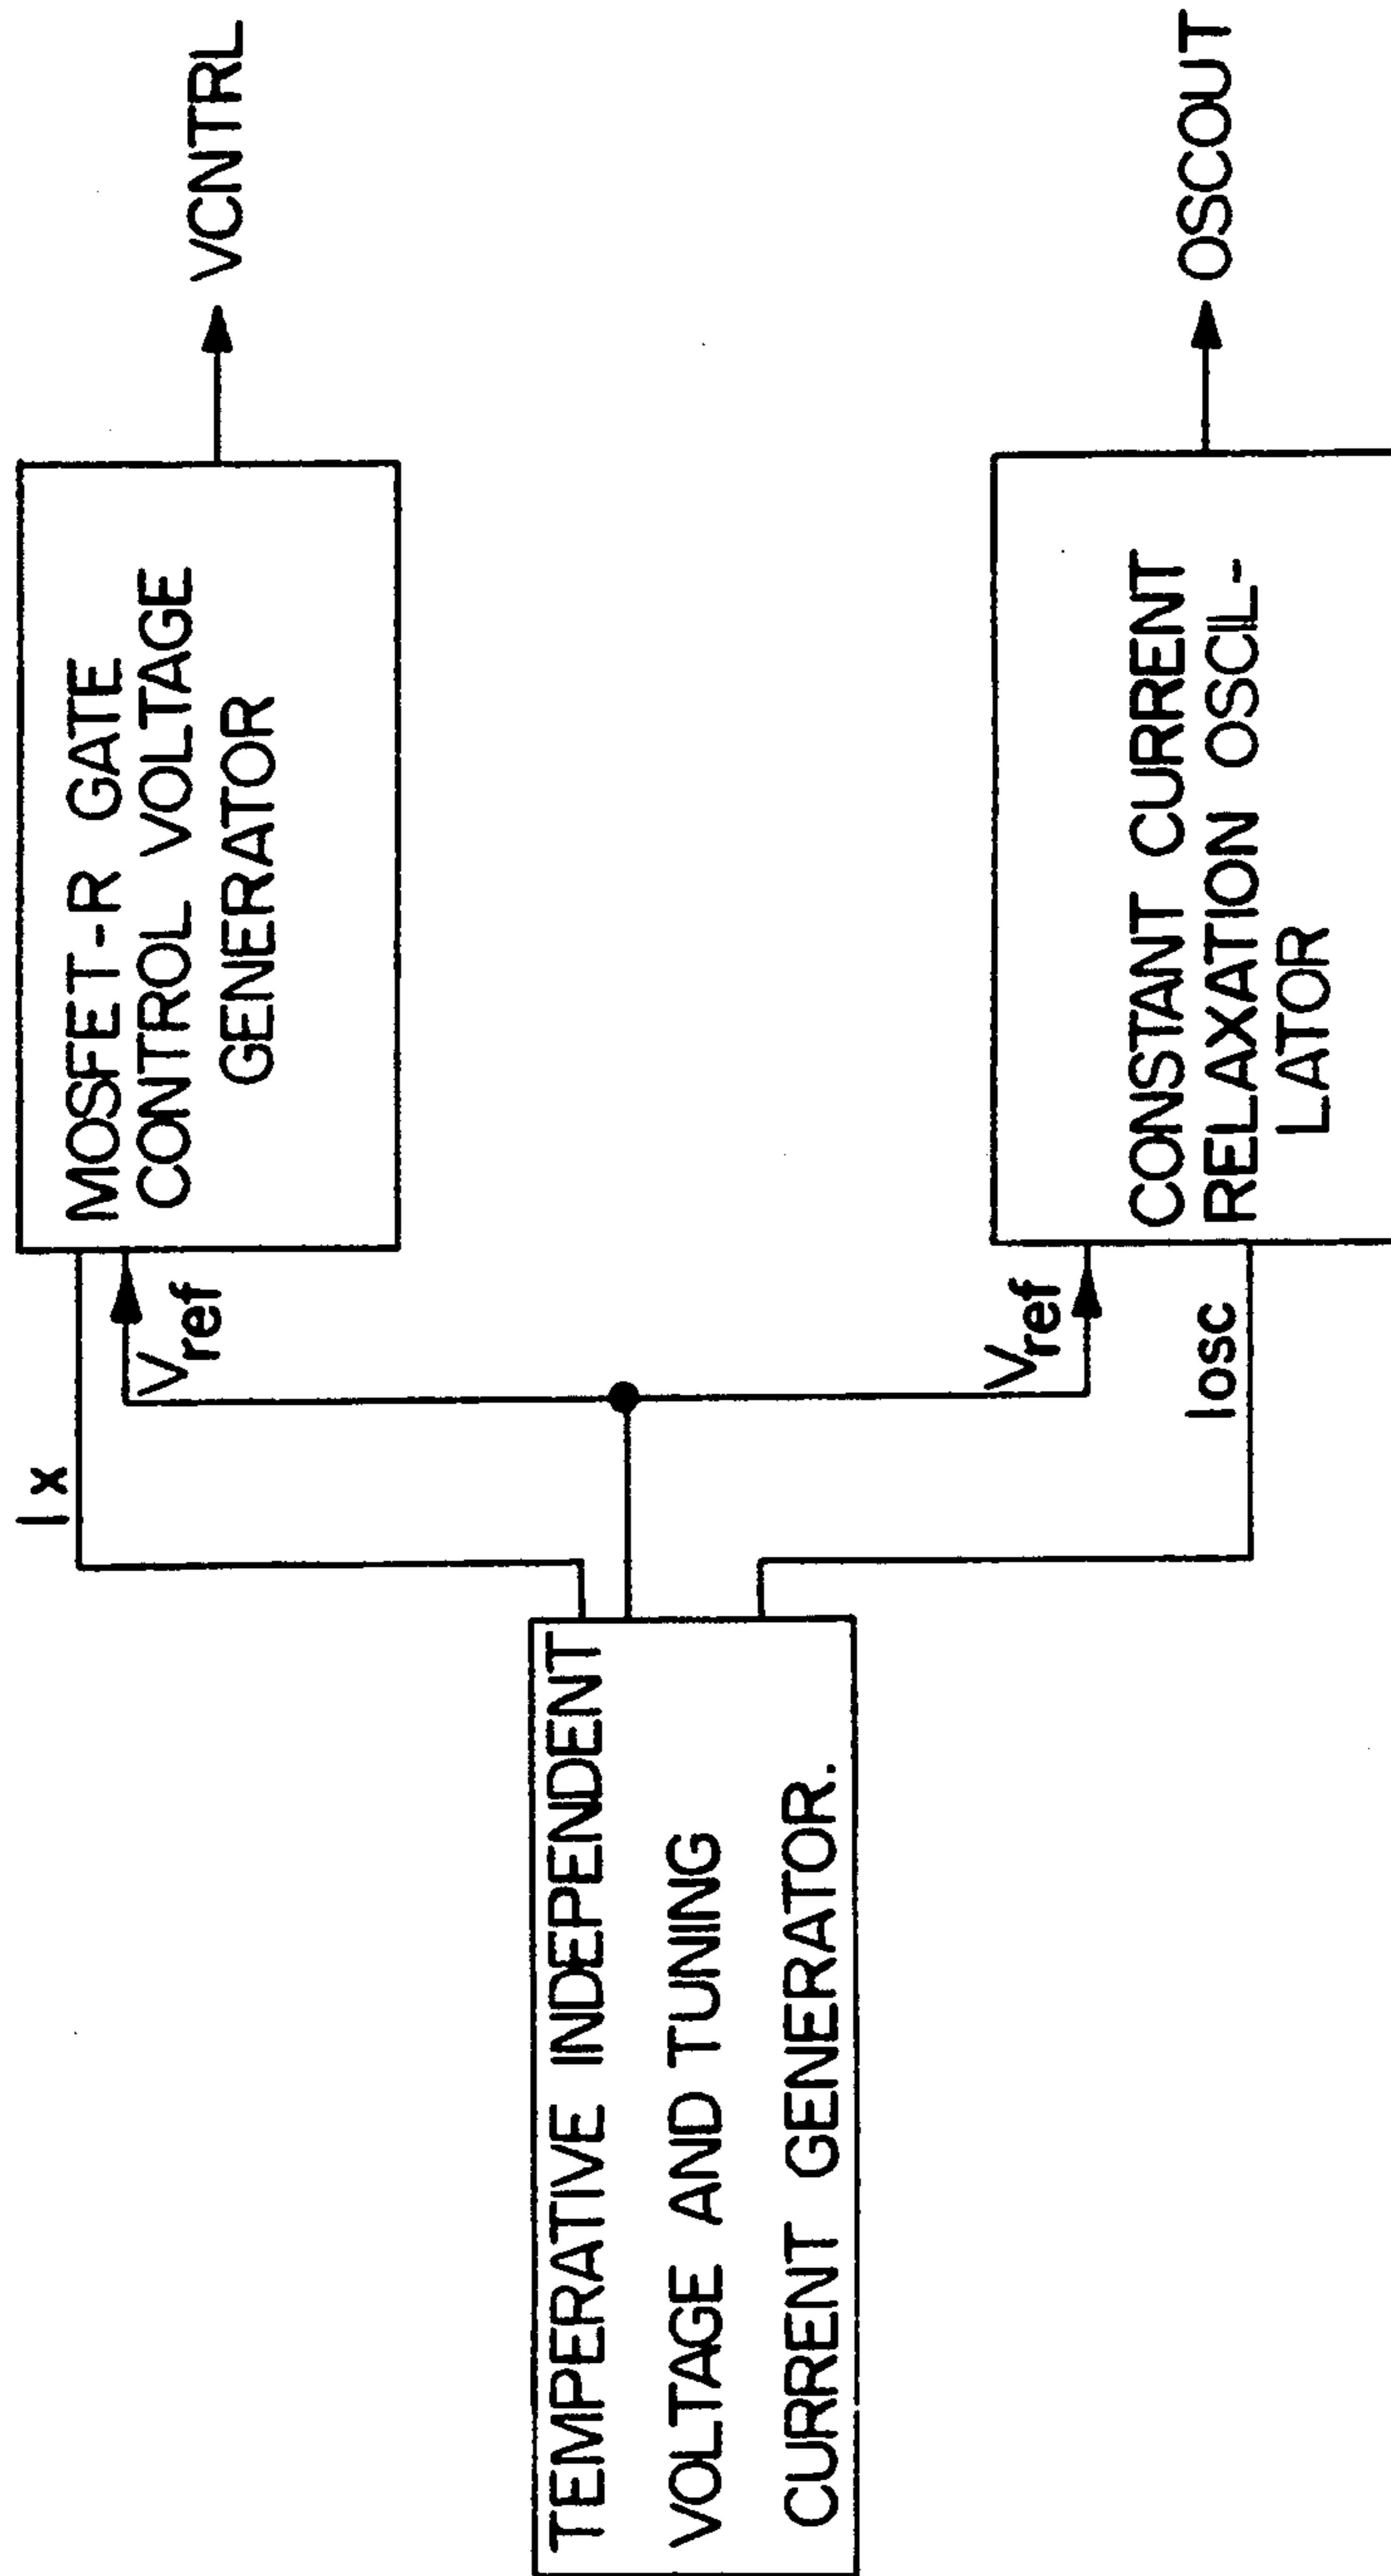 TEMPERATIVE INDEPENDENT
VOLTAGE AND TUNING
CURRENT GENERATOR.
Ix
Vref
MOSFET-R GATE
CONTROL VOLTAGE
GENERATOR
VCNTRL
Vref
Iosc
CONSTANT CURRENT
RELAXATION OSCIL-
LATOR
OSCOUT